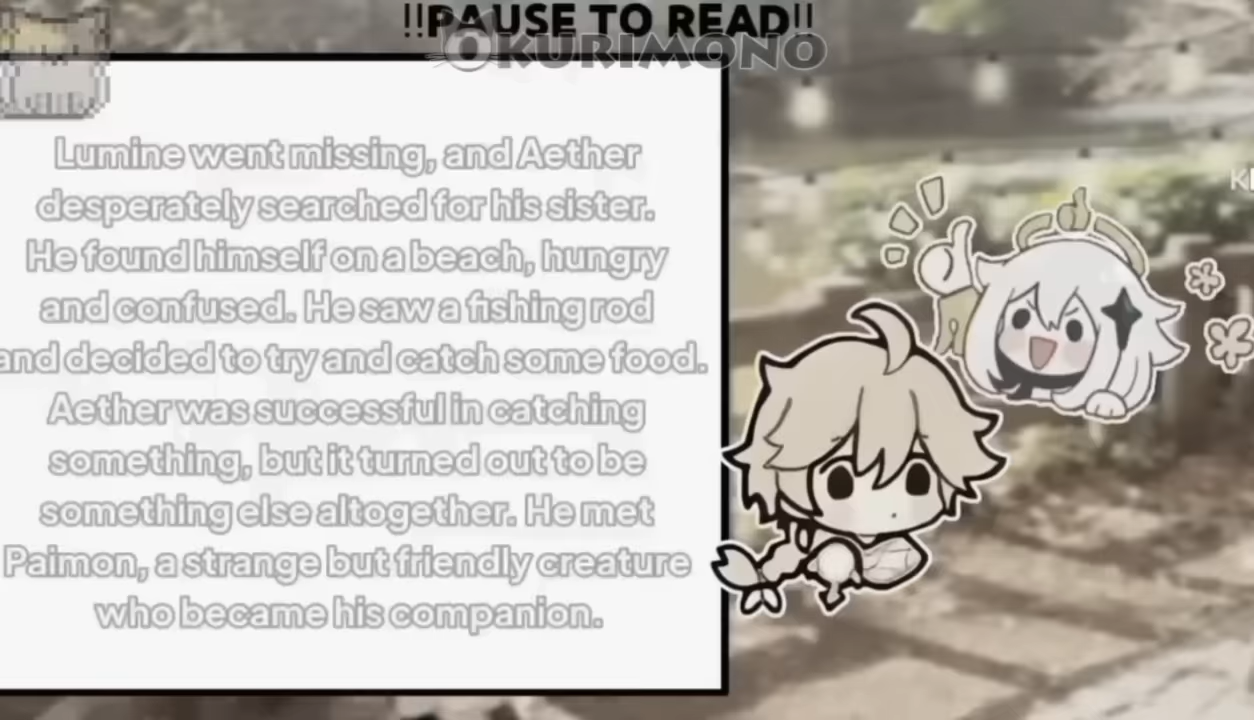 !!PAUSE TO READ!!
OKURIMONO
Lumine went missing, and Aether
desperately searched for his sister.
He found himself on a beach, hungry
and confused. He saw a fishing rod
and decided to try and catch some food.
Aether was successful in catching
something, but it turned out to be
something else altogether. He met
Paimon, a strange but friendly creature
who became his companion.